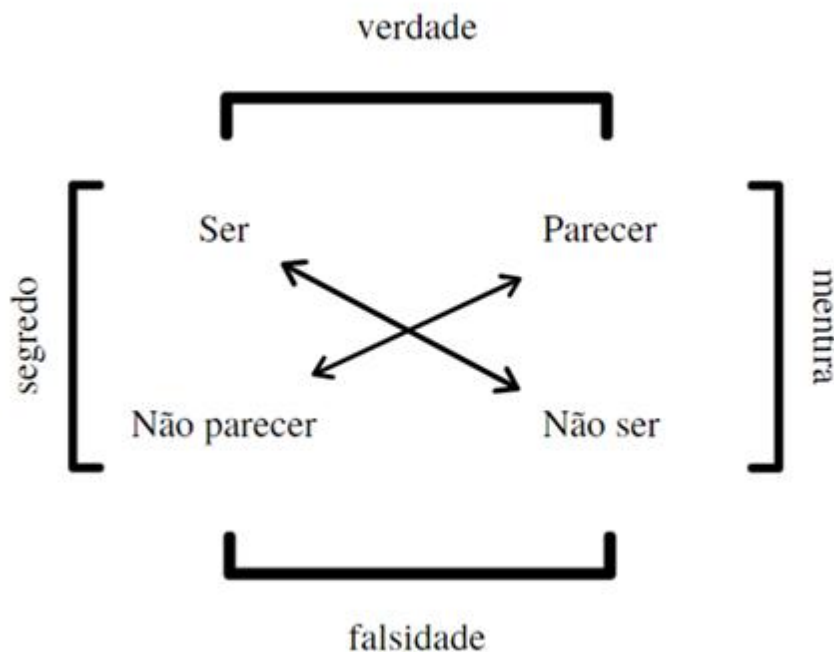 verdade
Ser
Parecer
segredo
mentira
Não parecer
Não ser
falsidade